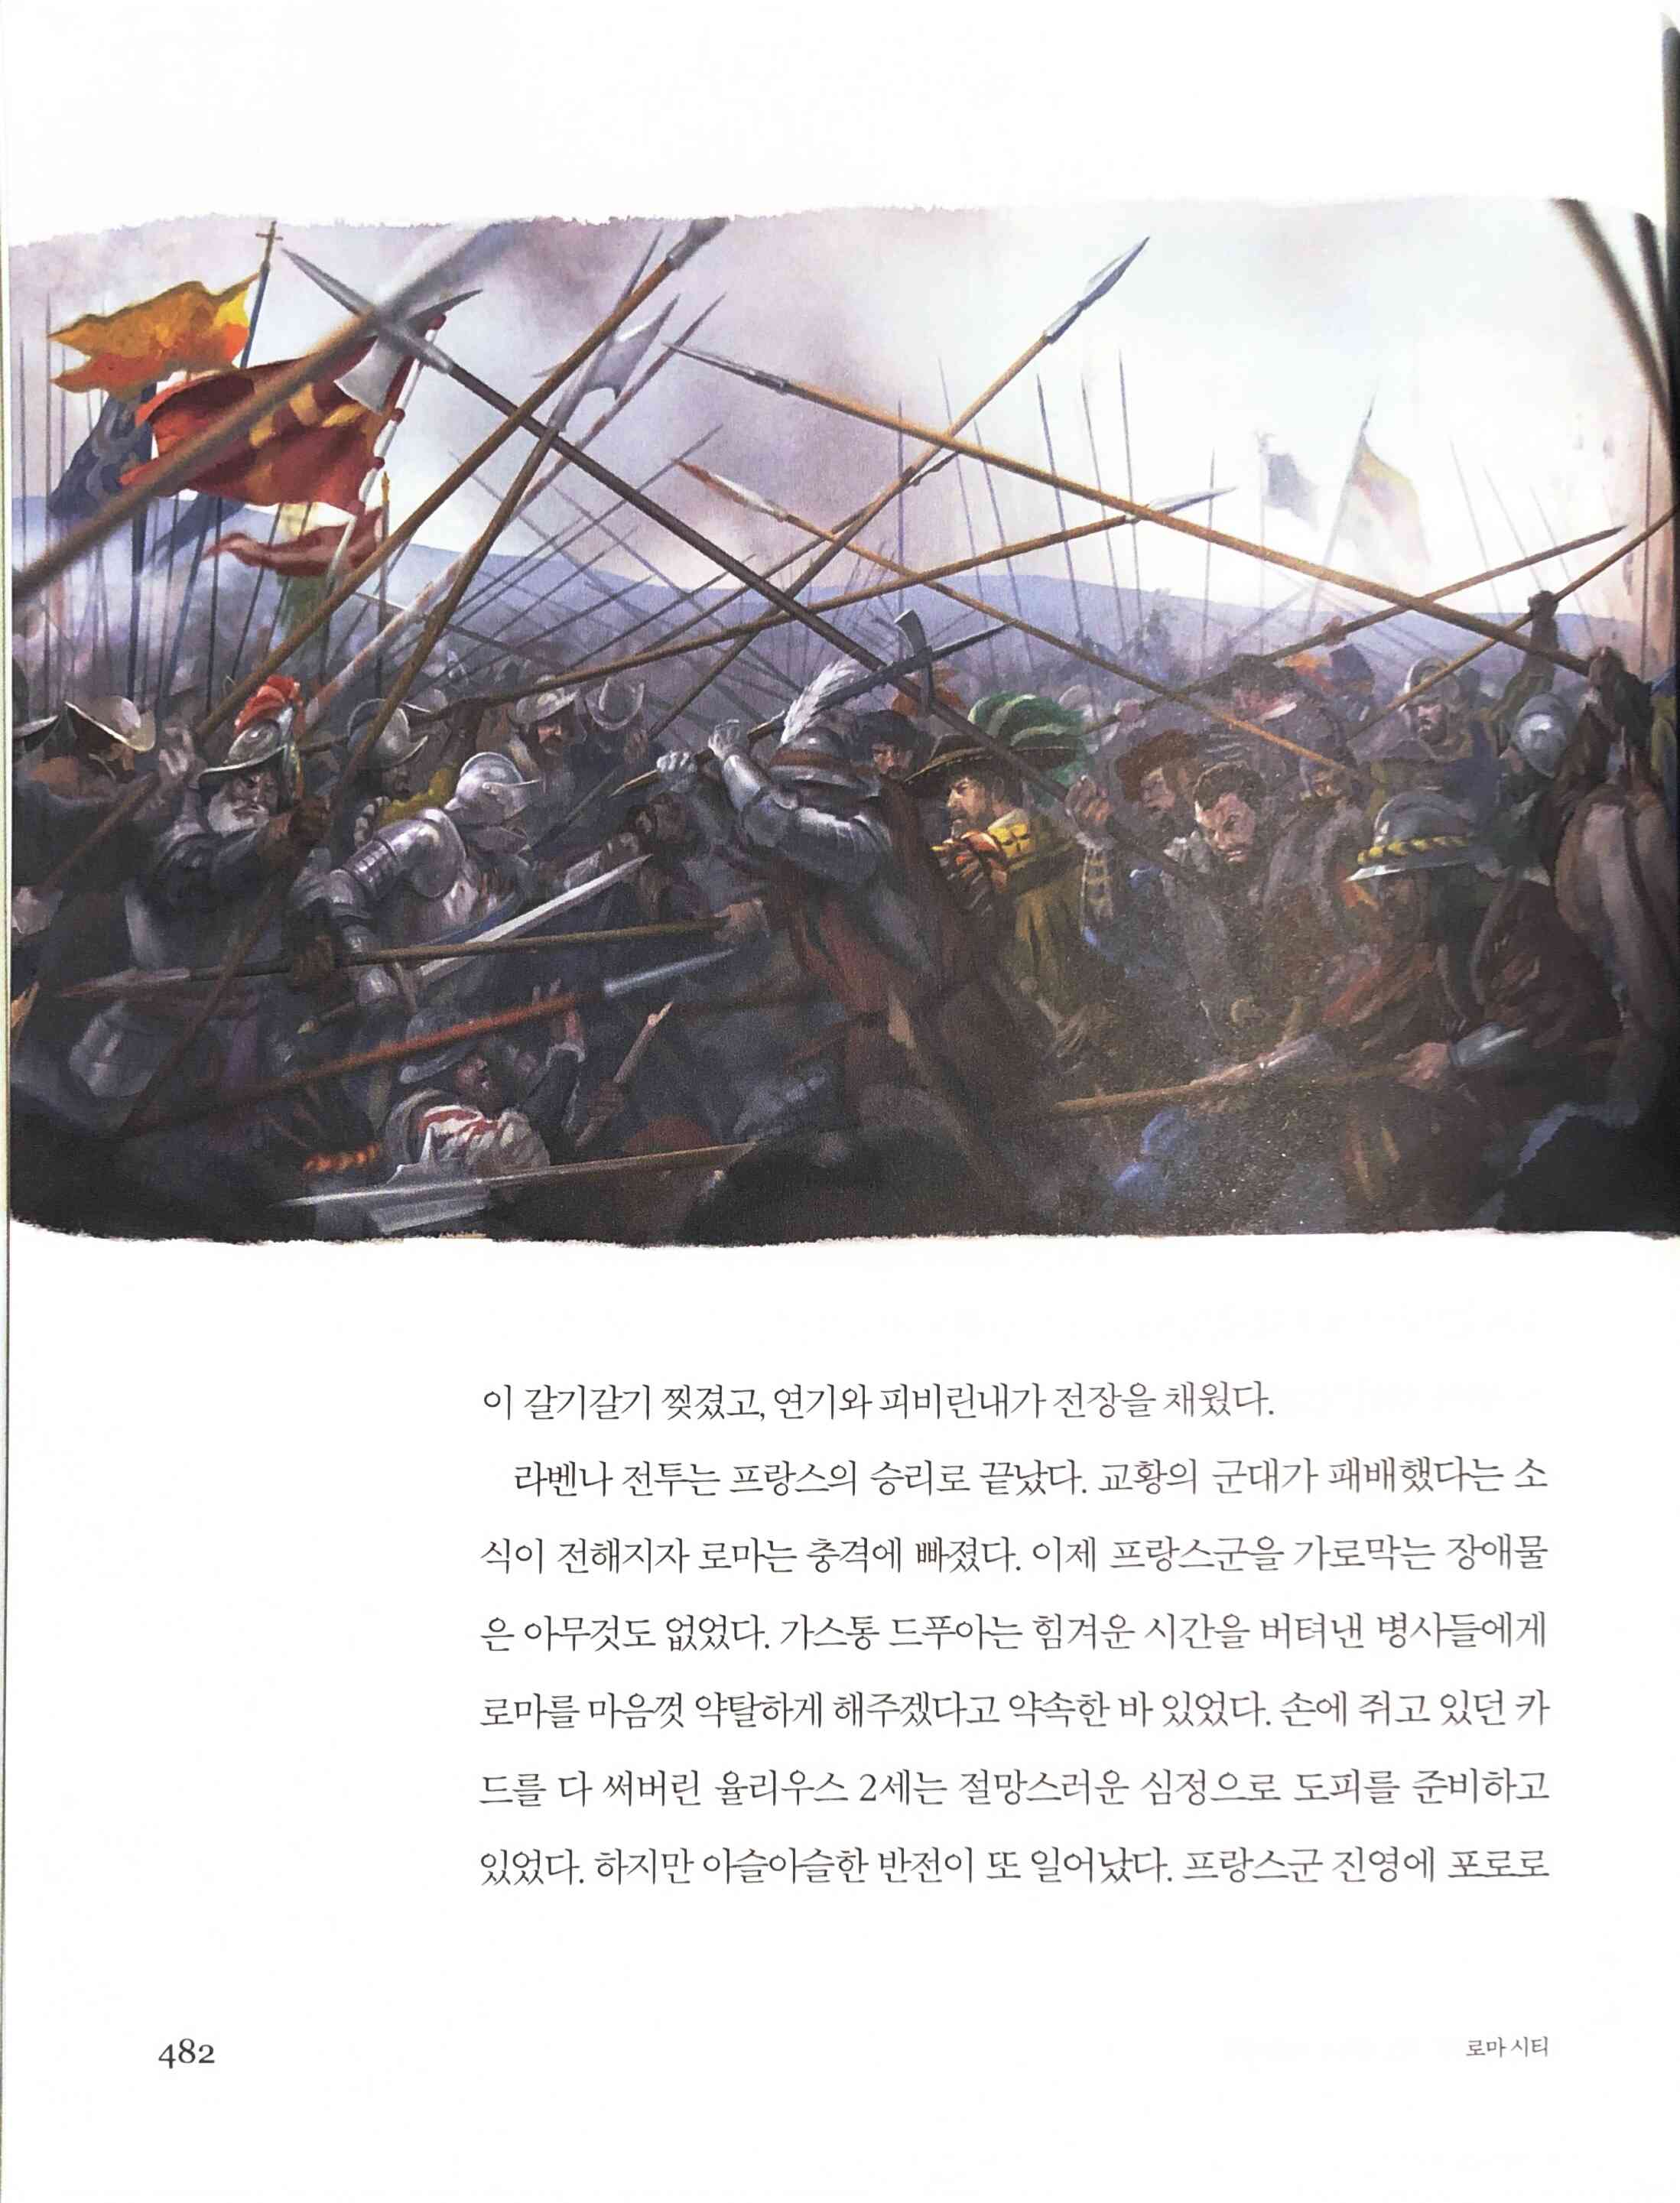 이 갈기갈기 찢겼고, 연기와 피비린내가 전장을 채웠다.
라벤나 전투는 프랑스의 승리로 끝났다. 교황의 군대가 패배했다는 소
식이 전해지자 로마는 충격에 빠졌다. 이제 프랑스군을 가로막는 장애물
은 아무것도 없었다. 가스통 드푸아는 힘겨운 시간을 버텨낸 병사들에게
로마를 마음껏 약탈하게 해주겠다고 약속한 바 있었다. 손에 쥐고 있던 카
드를 다 써버린 율리우스 2세는 절망스러운 심정으로 도피를 준비하고
있었다. 하지만 아슬아슬한 반전이 또 일어났다. 프랑스군 진영에 포로로
482
로마 시티